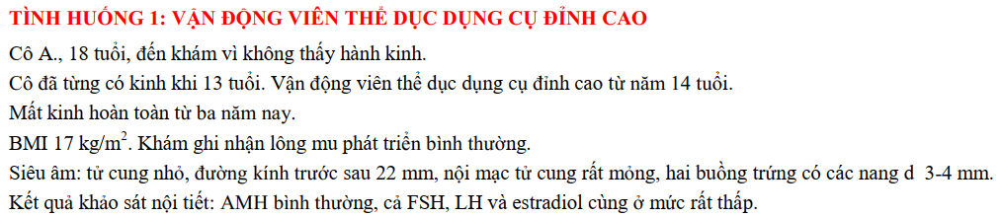 TÌNH HUỐNG 1: VẬN ĐỘNG VIÊN THỂ DỤC DỤNG CỤ ĐỈNH CAO
Cô A., 18 tuổi, đến khám vì không thấy hành kinh.
Cô đã từng có kinh khi 13 tuổi. Vận động viên thể dục dụng cụ đỉnh cao từ năm 14 tuổi.
Mất kinh hoàn toàn từ ba năm nay.
BMI 17 kg/m². Khám ghi nhận lông mu phát triển bình thường.
Siêu âm: tử cung nhỏ, đường kính trước sau 22 mm, nội mạc tử cung rất mỏng, hai buồng trứng có các nang d 3-4 mm.
Kết quả khảo sát nội tiết: AMH bình thường, cả FSH, LH và estradiol cùng ở mức rất thấp.